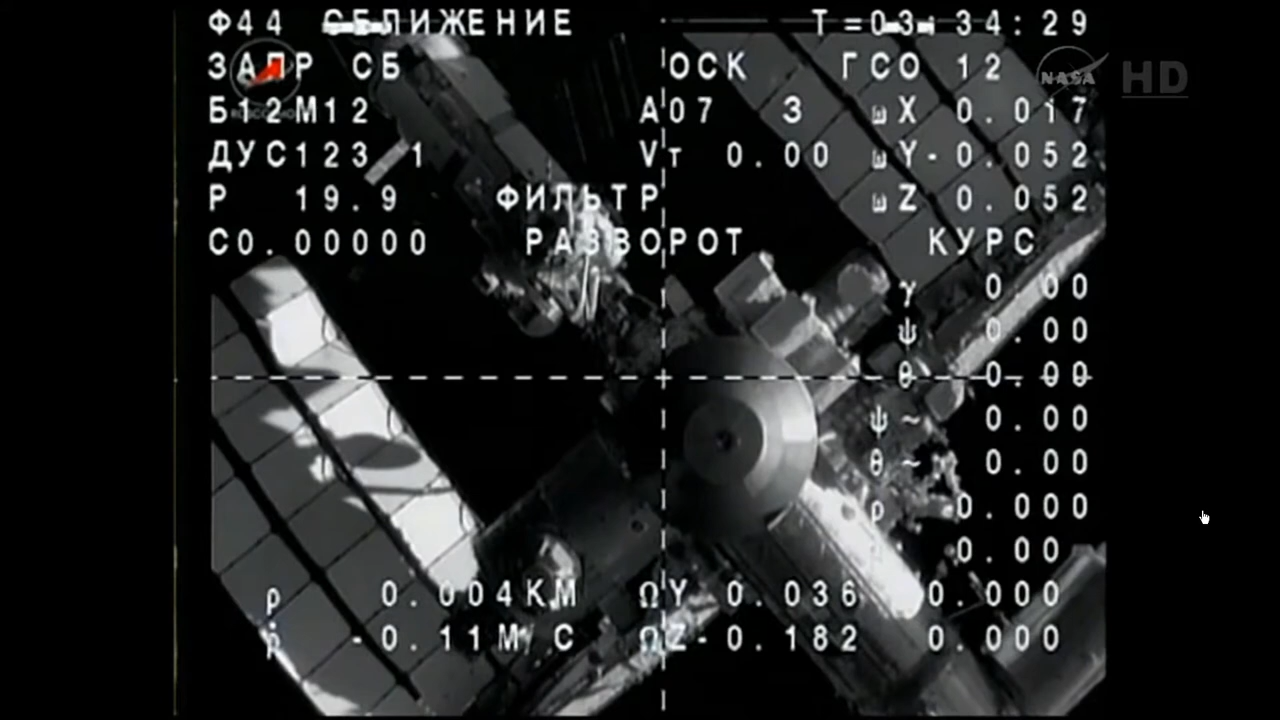 Ф44 СБЛИЖЕНИЕ T=03:34:29
ЗАПР СБ ОСК ГСО 12
NASA HD
Б12М12 А07 3 ωX 0.017
ДУС123 1 Vт 0.00 ωY-0.052
Р 19.9 ФИЛЬТР ωZ 0.052
С0.00000 РАЗВОРОТ КУРС
γ 0.00
ψ 0.00
θ 0.00
ψ~ 0.00
θ~ 0.00
ρ 0.000
0.00
ρ 0.004КМ ΩY 0.036 0.000
ρ̇ -0.11М/С ΩZ-0.182 0.000